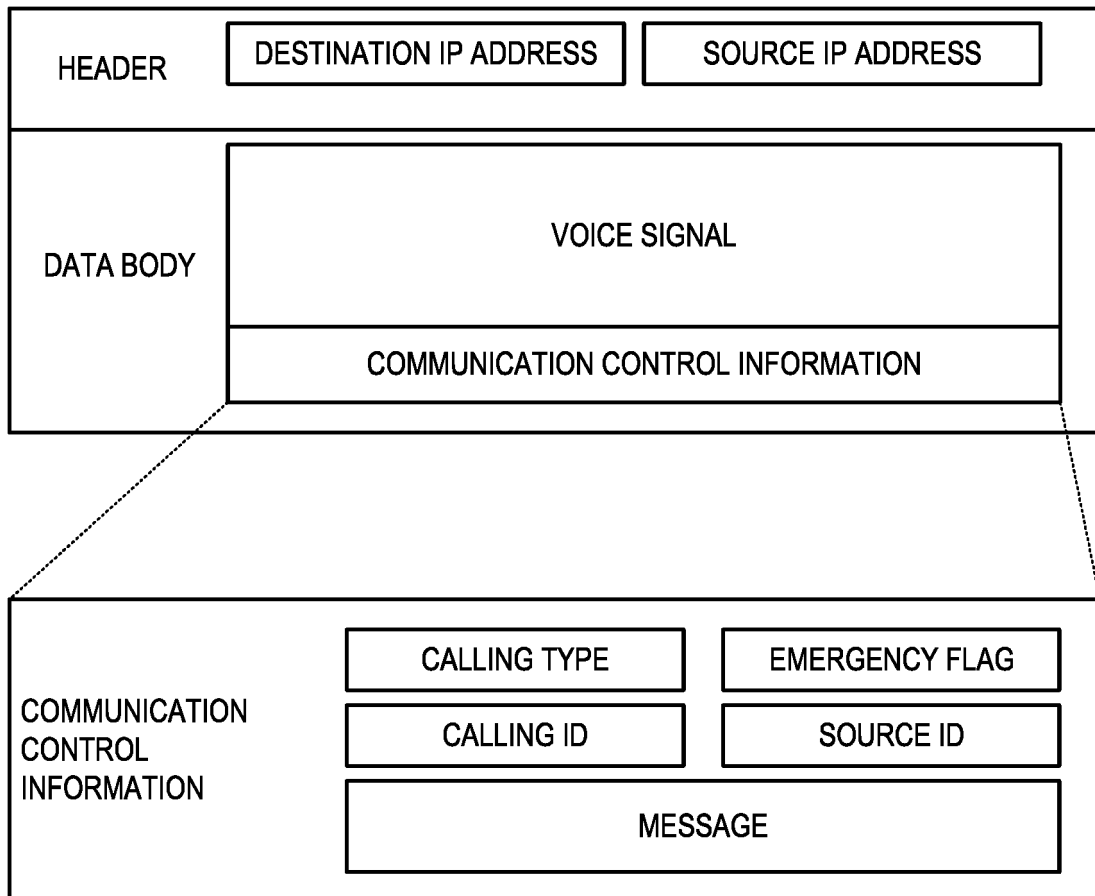 HEADER
DESTINATION IP ADDRESS
SOURCE IP ADDRESS
DATA BODY
VOICE SIGNAL
COMMUNICATION CONTROL INFORMATION
COMMUNICATION
CONTROL
INFORMATION
CALLING TYPE
EMERGENCY FLAG
CALLING ID
SOURCE ID
MESSAGE